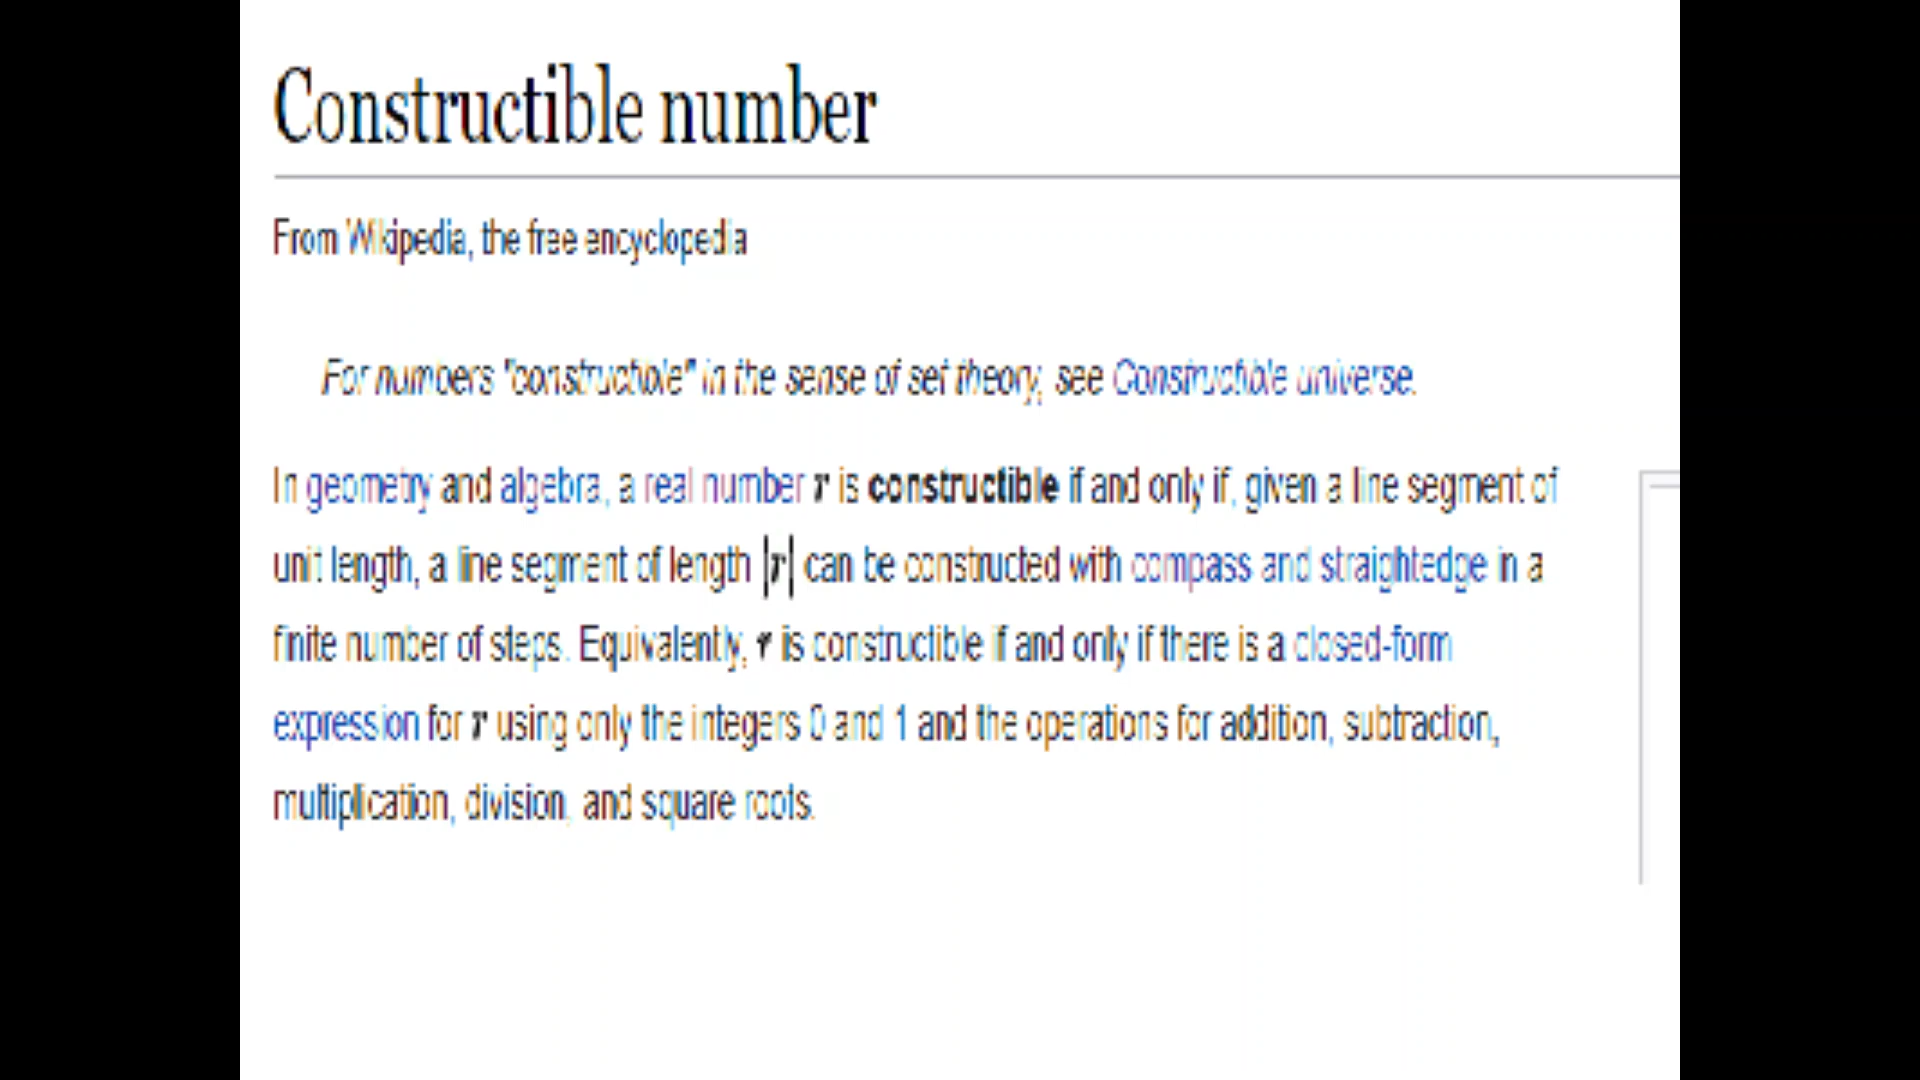 Constructible number
From Wikipedia, the free encyclopedia
For numbers "constructible" in the sense of set theory, see Constructible universe.
In geometry and algebra, a real number r is constructible if and only if, given a line segment of
unit length, a line segment of length |r| can be constructed with compass and straightedge in a
finite number of steps. Equivalently, r is constructible if and only if there is a closed-form
expression for r using only the integers 0 and 1 and the operations for addition, subtraction,
multiplication, division, and square roots.